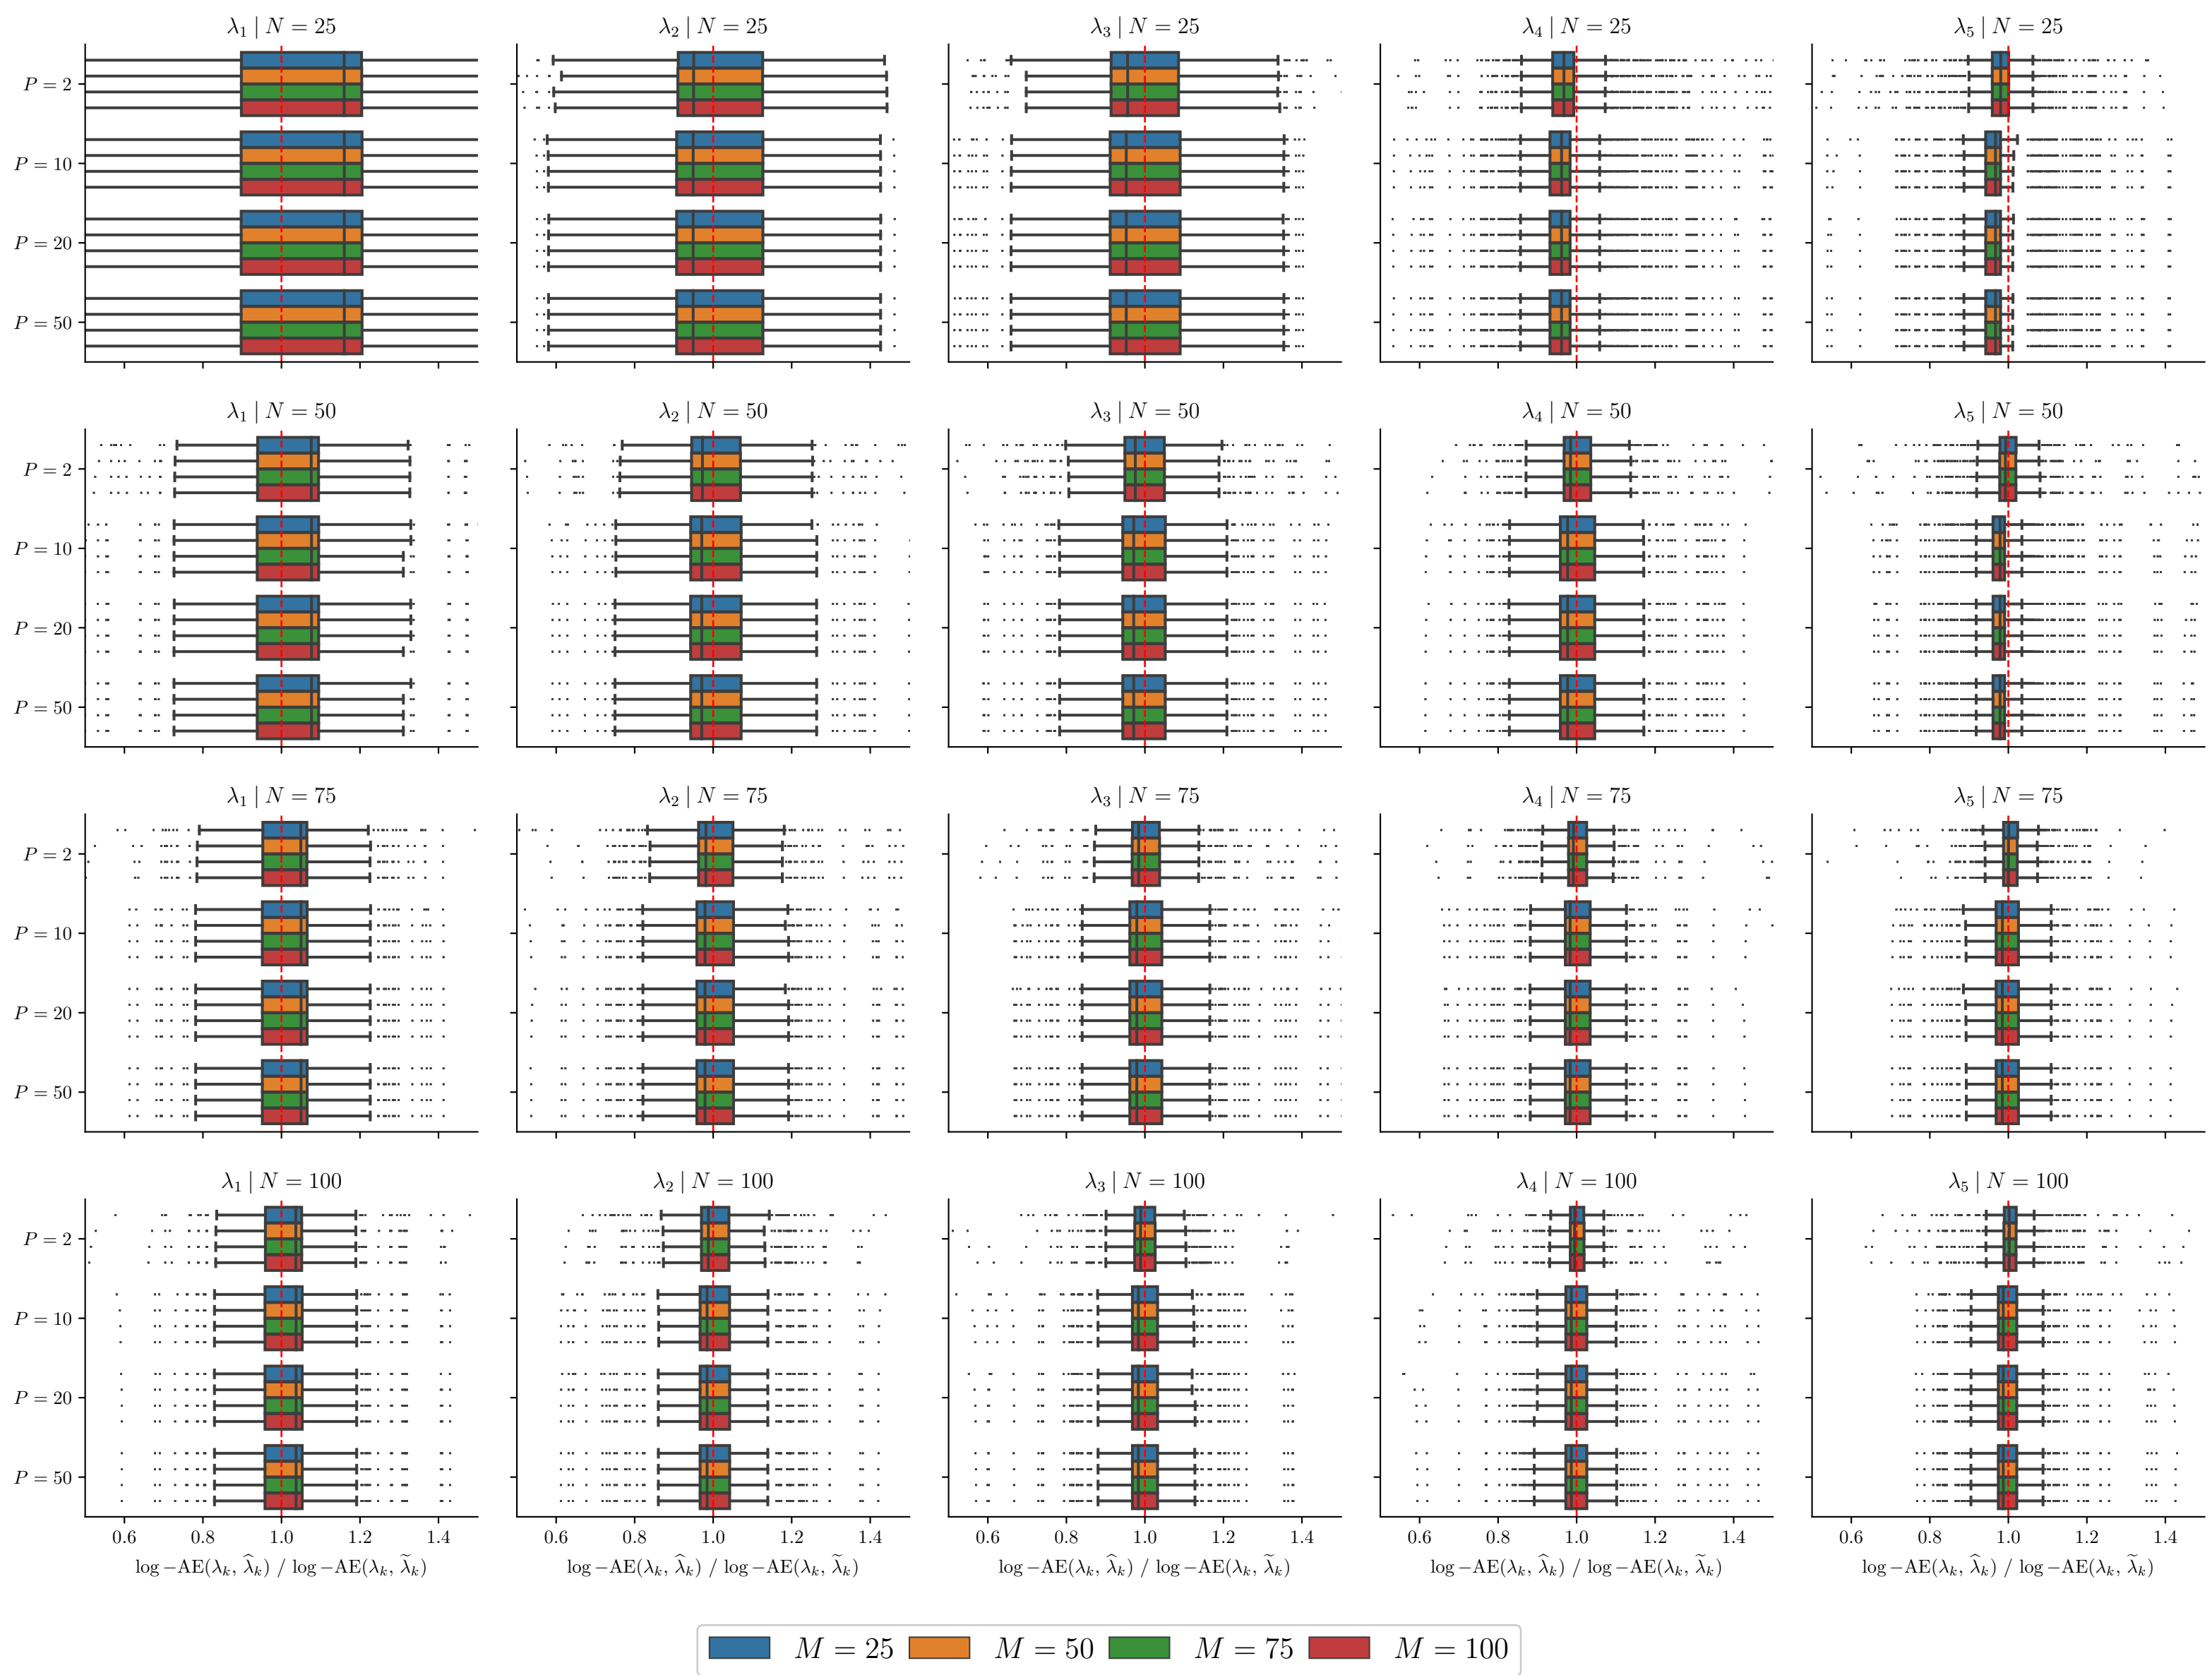 λ₁ | N = 25
λ₂ | N = 25
λ₃ | N = 25
λ₄ | N = 25
λ₅ | N = 25
P = 2
P = 10
P = 20
P = 50
λ₁ | N = 50
λ₂ | N = 50
λ₃ | N = 50
λ₄ | N = 50
λ₅ | N = 50
P = 2
P = 10
P = 20
P = 50
λ₁ | N = 75
λ₂ | N = 75
λ₃ | N = 75
λ₄ | N = 75
λ₅ | N = 75
P = 2
P = 10
P = 20
P = 50
λ₁ | N = 100
λ₂ | N = 100
λ₃ | N = 100
λ₄ | N = 100
λ₅ | N = 100
P = 2
P = 10
P = 20
P = 50
0.6 0.8 1.0 1.2 1.4
0.6 0.8 1.0 1.2 1.4
0.6 0.8 1.0 1.2 1.4
0.6 0.8 1.0 1.2 1.4
0.6 0.8 1.0 1.2 1.4
log −AE(λₖ, λ̂ₖ) / log −AE(λₖ, λ̃ₖ)
log −AE(λₖ, λ̂ₖ) / log −AE(λₖ, λ̃ₖ)
log −AE(λₖ, λ̂ₖ) / log −AE(λₖ, λ̃ₖ)
log −AE(λₖ, λ̂ₖ) / log −AE(λₖ, λ̃ₖ)
log −AE(λₖ, λ̂ₖ) / log −AE(λₖ, λ̃ₖ)
M = 25 M = 50 M = 75 M = 100